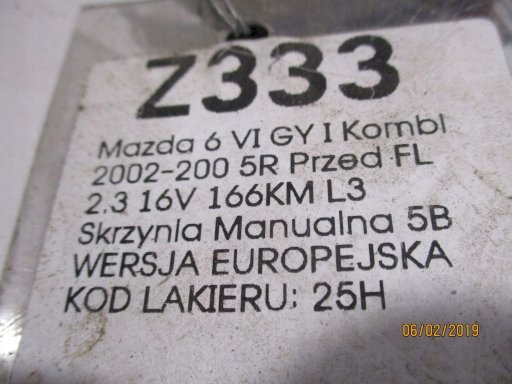 Z333
Mazda 6 VI GY I Kombi
2002-200 5R Przed FL
2.3 16V 166KM L3
Skrzynia Manualna 5B
WERSJA EUROPEJSKA
KOD LAKIERU: 25H
06/02/2019